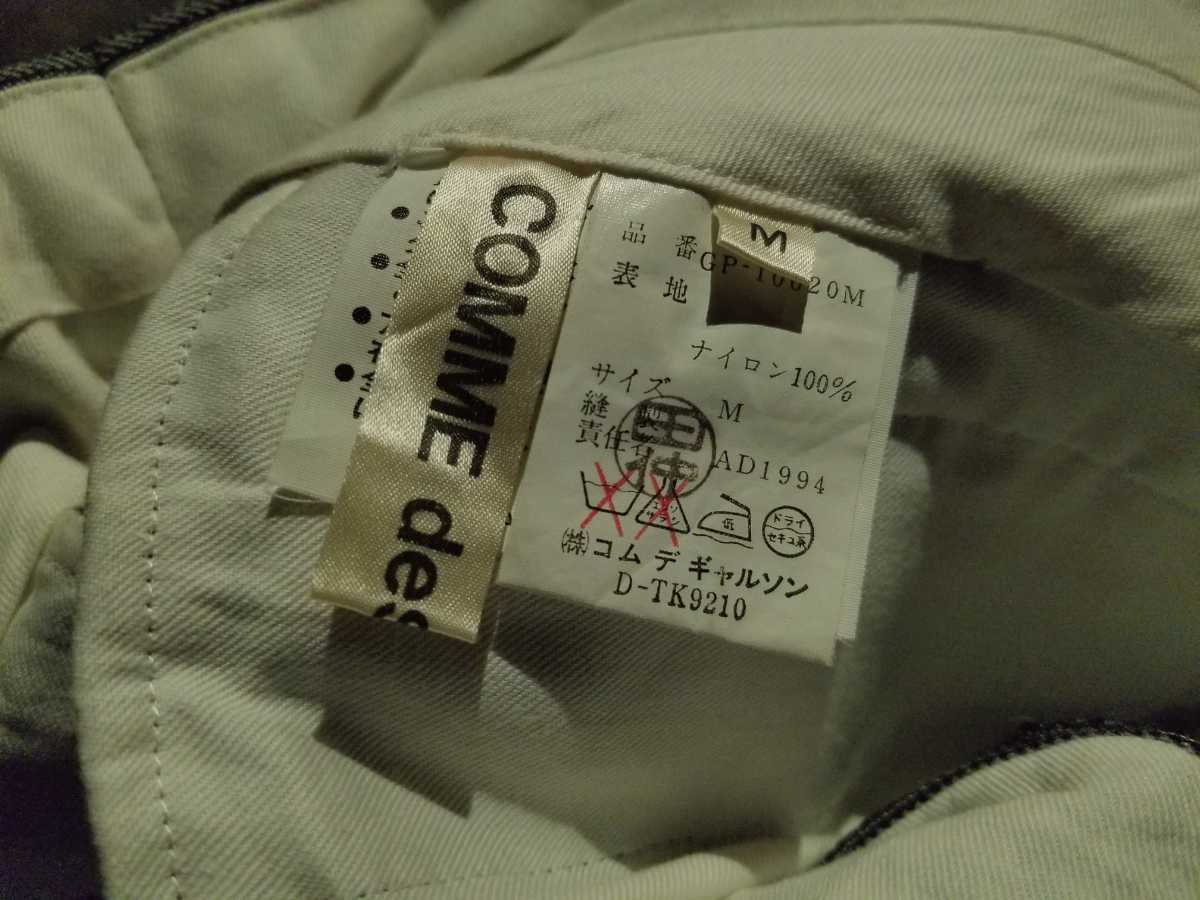 COMME des
M
品番
GP-10020M
表地
ナイロン100%
サイズ
M
縫製
責任者
AD1994
低
ドライ
セキユ系
㈱コム デ ギャルソン
D-TK9210